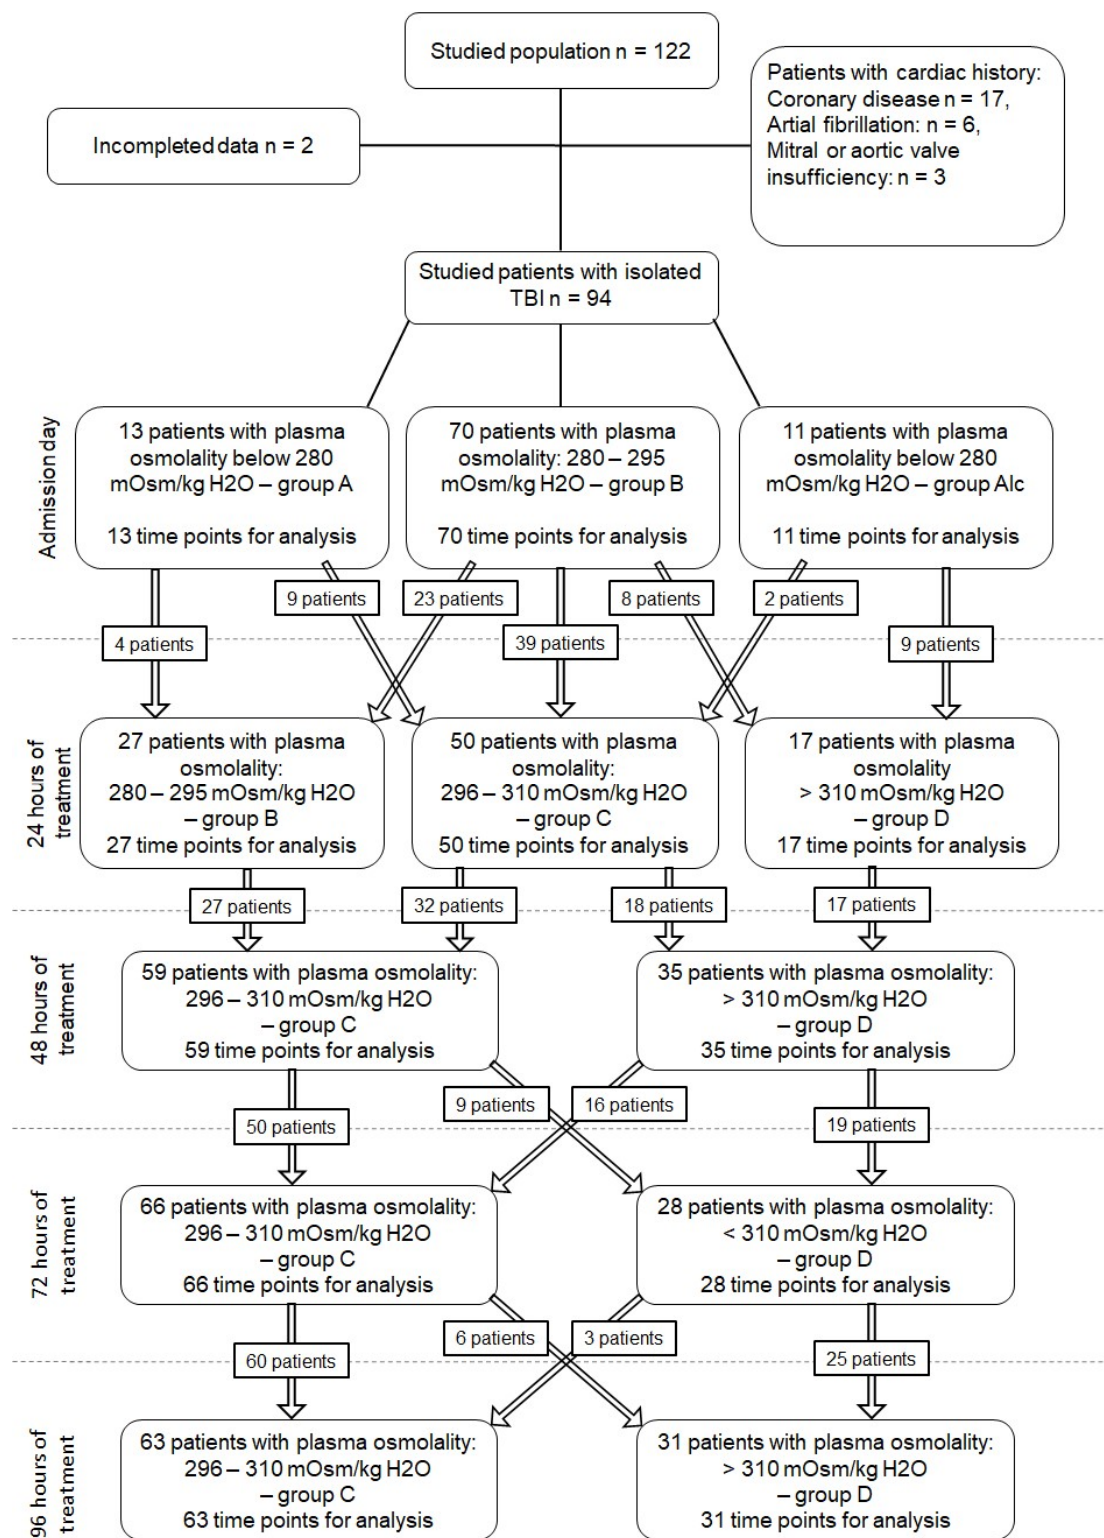 Studied population n = 122
Patients with cardiac history:
Coronary disease n = 17,
Artial fibrillation: n = 6,
Mitral or aortic valve
insufficiency: n = 3
Incompleted data n = 2
Studied patients with isolated
TBI n = 94
Admission day
13 patients with plasma
osmolality below 280
mOsm/kg H2O – group A
13 time points for analysis
70 patients with plasma
osmolality: 280 – 295
mOsm/kg H2O – group B
70 time points for analysis
11 patients with plasma
osmolality below 280
mOsm/kg H2O – group Alc
11 time points for analysis
9 patients
23 patients
8 patients
2 patients
4 patients
39 patients
9 patients
24 hours of
treatment
27 patients with plasma
osmolality:
280 – 295 mOsm/kg H2O
– group B
27 time points for analysis
50 patients with plasma
osmolality:
296 – 310 mOsm/kg H2O
– group C
50 time points for analysis
17 patients with plasma
osmolality
> 310 mOsm/kg H2O
– group D
17 time points for analysis
27 patients
32 patients
18 patients
17 patients
48 hours of
treatment
59 patients with plasma osmolality:
296 – 310 mOsm/kg H2O
– group C
59 time points for analysis
35 patients with plasma osmolality:
> 310 mOsm/kg H2O
– group D
35 time points for analysis
9 patients
16 patients
50 patients
19 patients
72 hours of
treatment
66 patients with plasma osmolality:
296 – 310 mOsm/kg H2O
– group C
66 time points for analysis
28 patients with plasma osmolality:
< 310 mOsm/kg H2O
– group D
28 time points for analysis
6 patients
3 patients
60 patients
25 patients
96 hours of
treatment
63 patients with plasma osmolality:
296 – 310 mOsm/kg H2O
– group C
63 time points for analysis
31 patients with plasma osmolality:
> 310 mOsm/kg H2O
– group D
31 time points for analysis